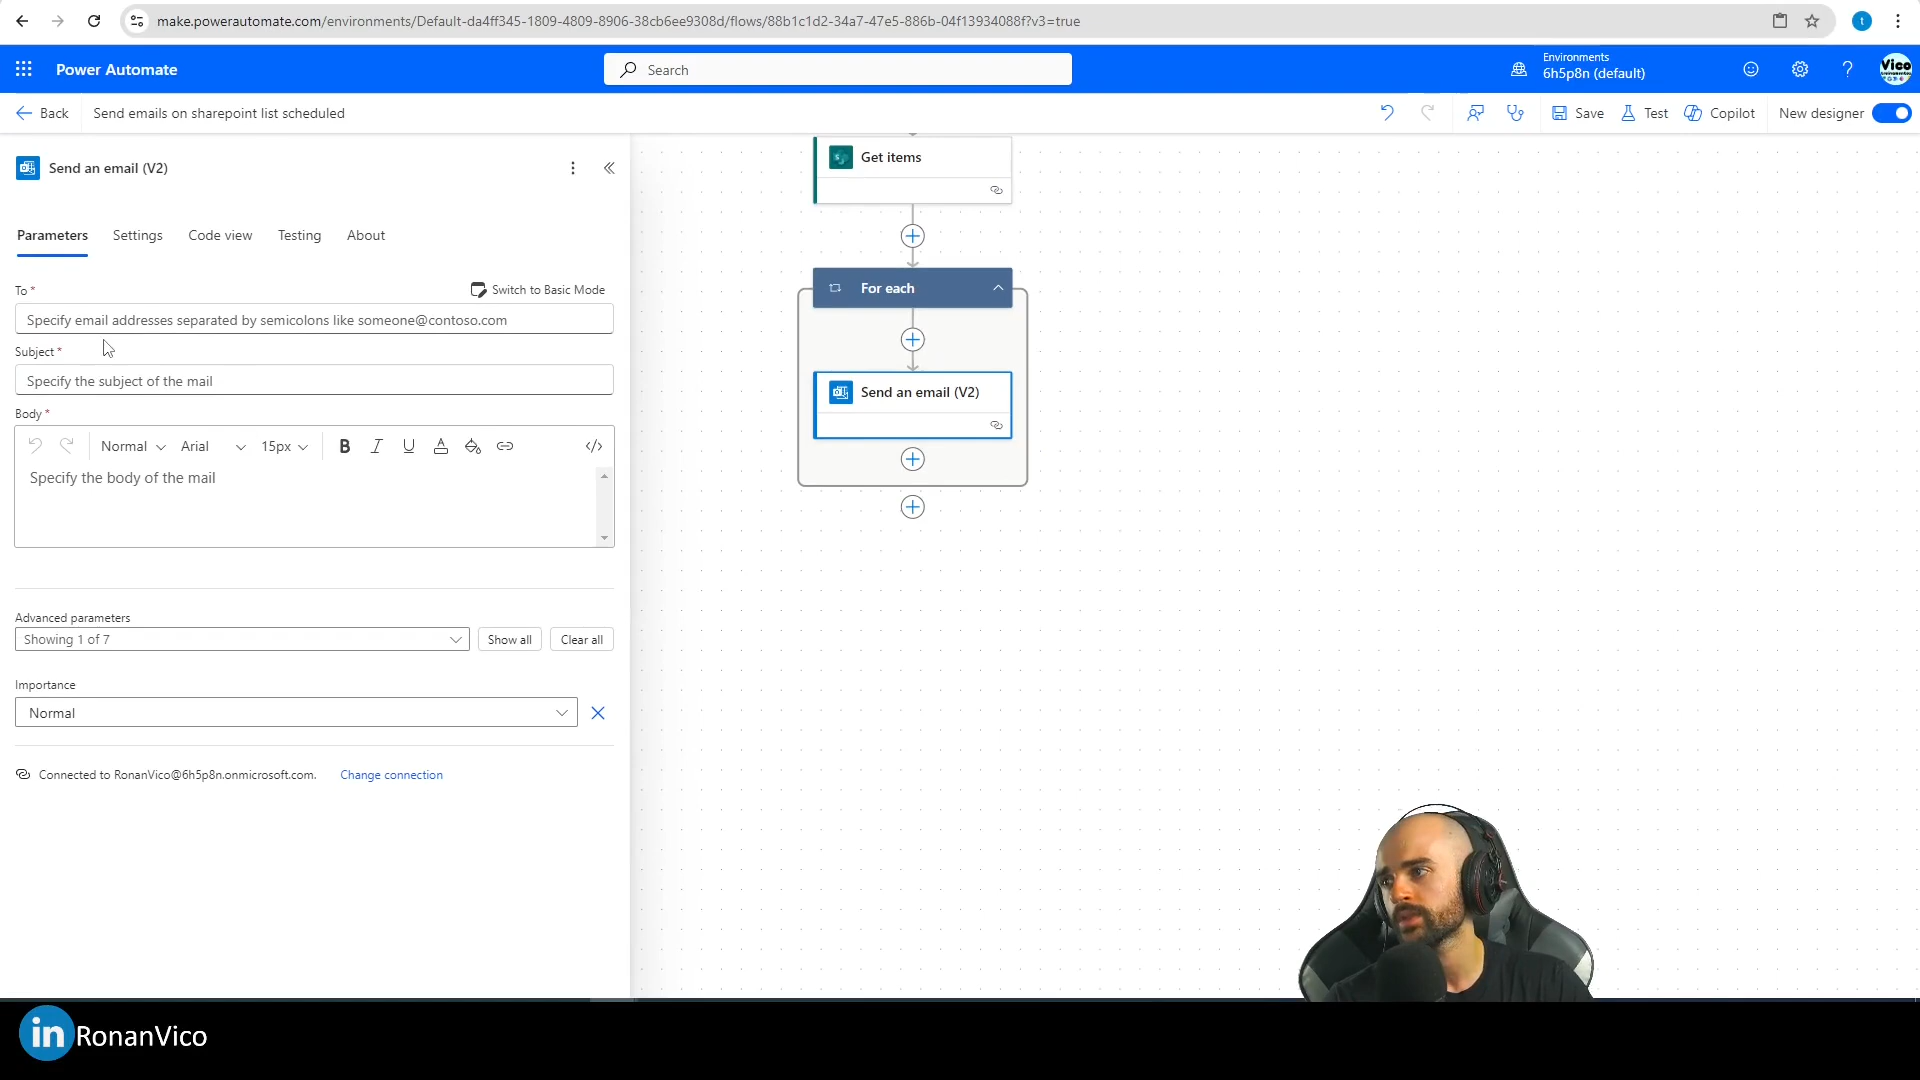 make.powerautomate.com/environments/Default-da4ff345-1809-4809-8906-38cb6ee9308d/flows/88b1c1d2-34a7-47e5-886b-04f13934088f?v3=true
t
Power Automate
Search
Environments
6h5p8n (default)
Vico
Back
Send emails on sharepoint list scheduled
Save
Test
Copilot
New designer
Send an email (V2)
Parameters
Settings
Code view
Testing
About
To *
Switch to Basic Mode
Specify email addresses separated by semicolons like someone@contoso.com
Subject *
Specify the subject of the mail
Body *
Normal
Arial
15px
B
I
U
A
</>
Specify the body of the mail
Advanced parameters
Showing 1 of 7
Show all
Clear all
Importance
Normal
Connected to RonanVico@6h5p8n.onmicrosoft.com.
Change connection
Get items
For each
Send an email (V2)
in RonanVico